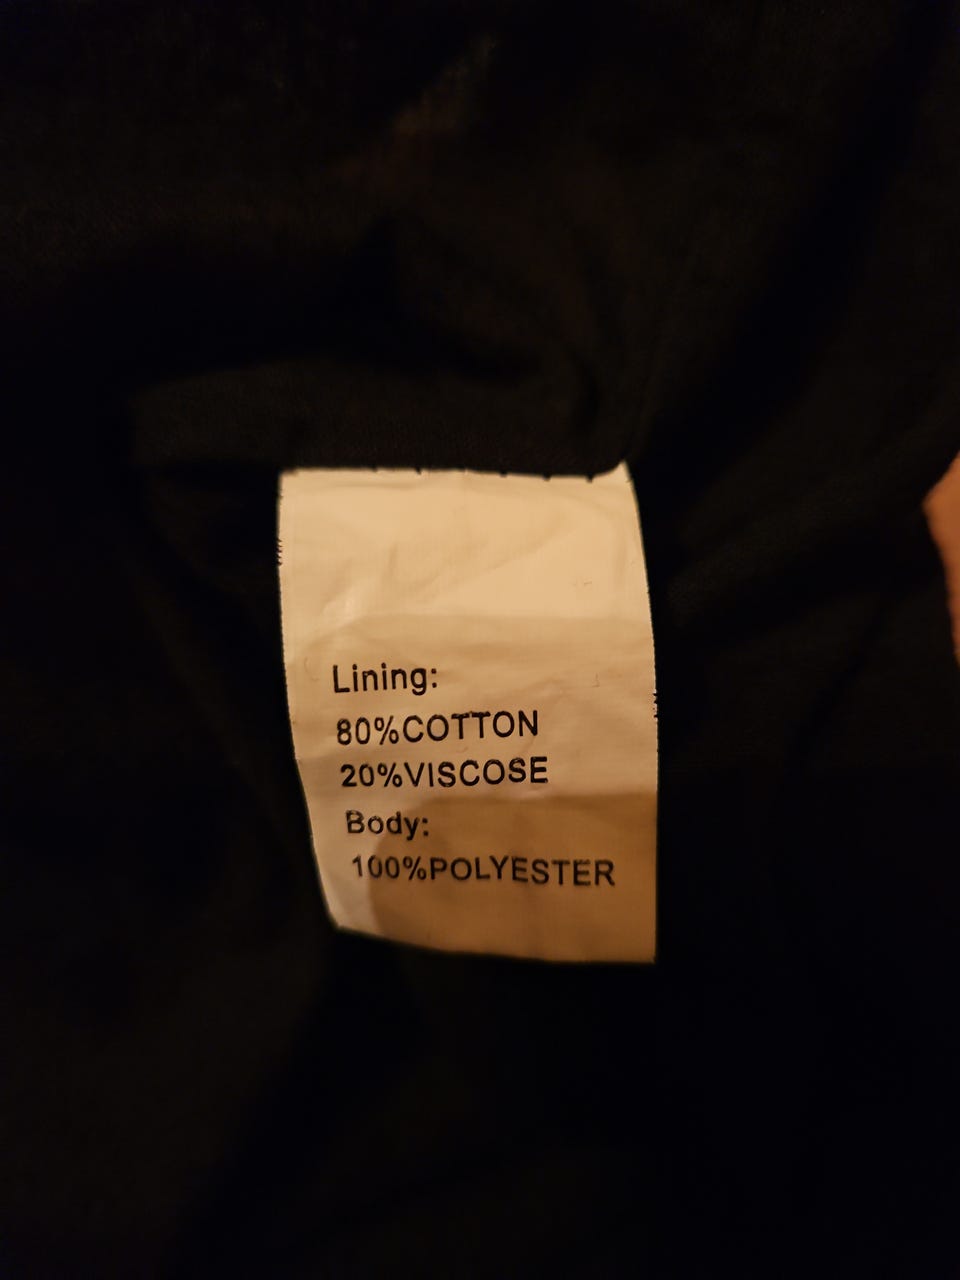 Lining:
80%COTTON
20%VISCOSE
Body:
100%POLYESTER